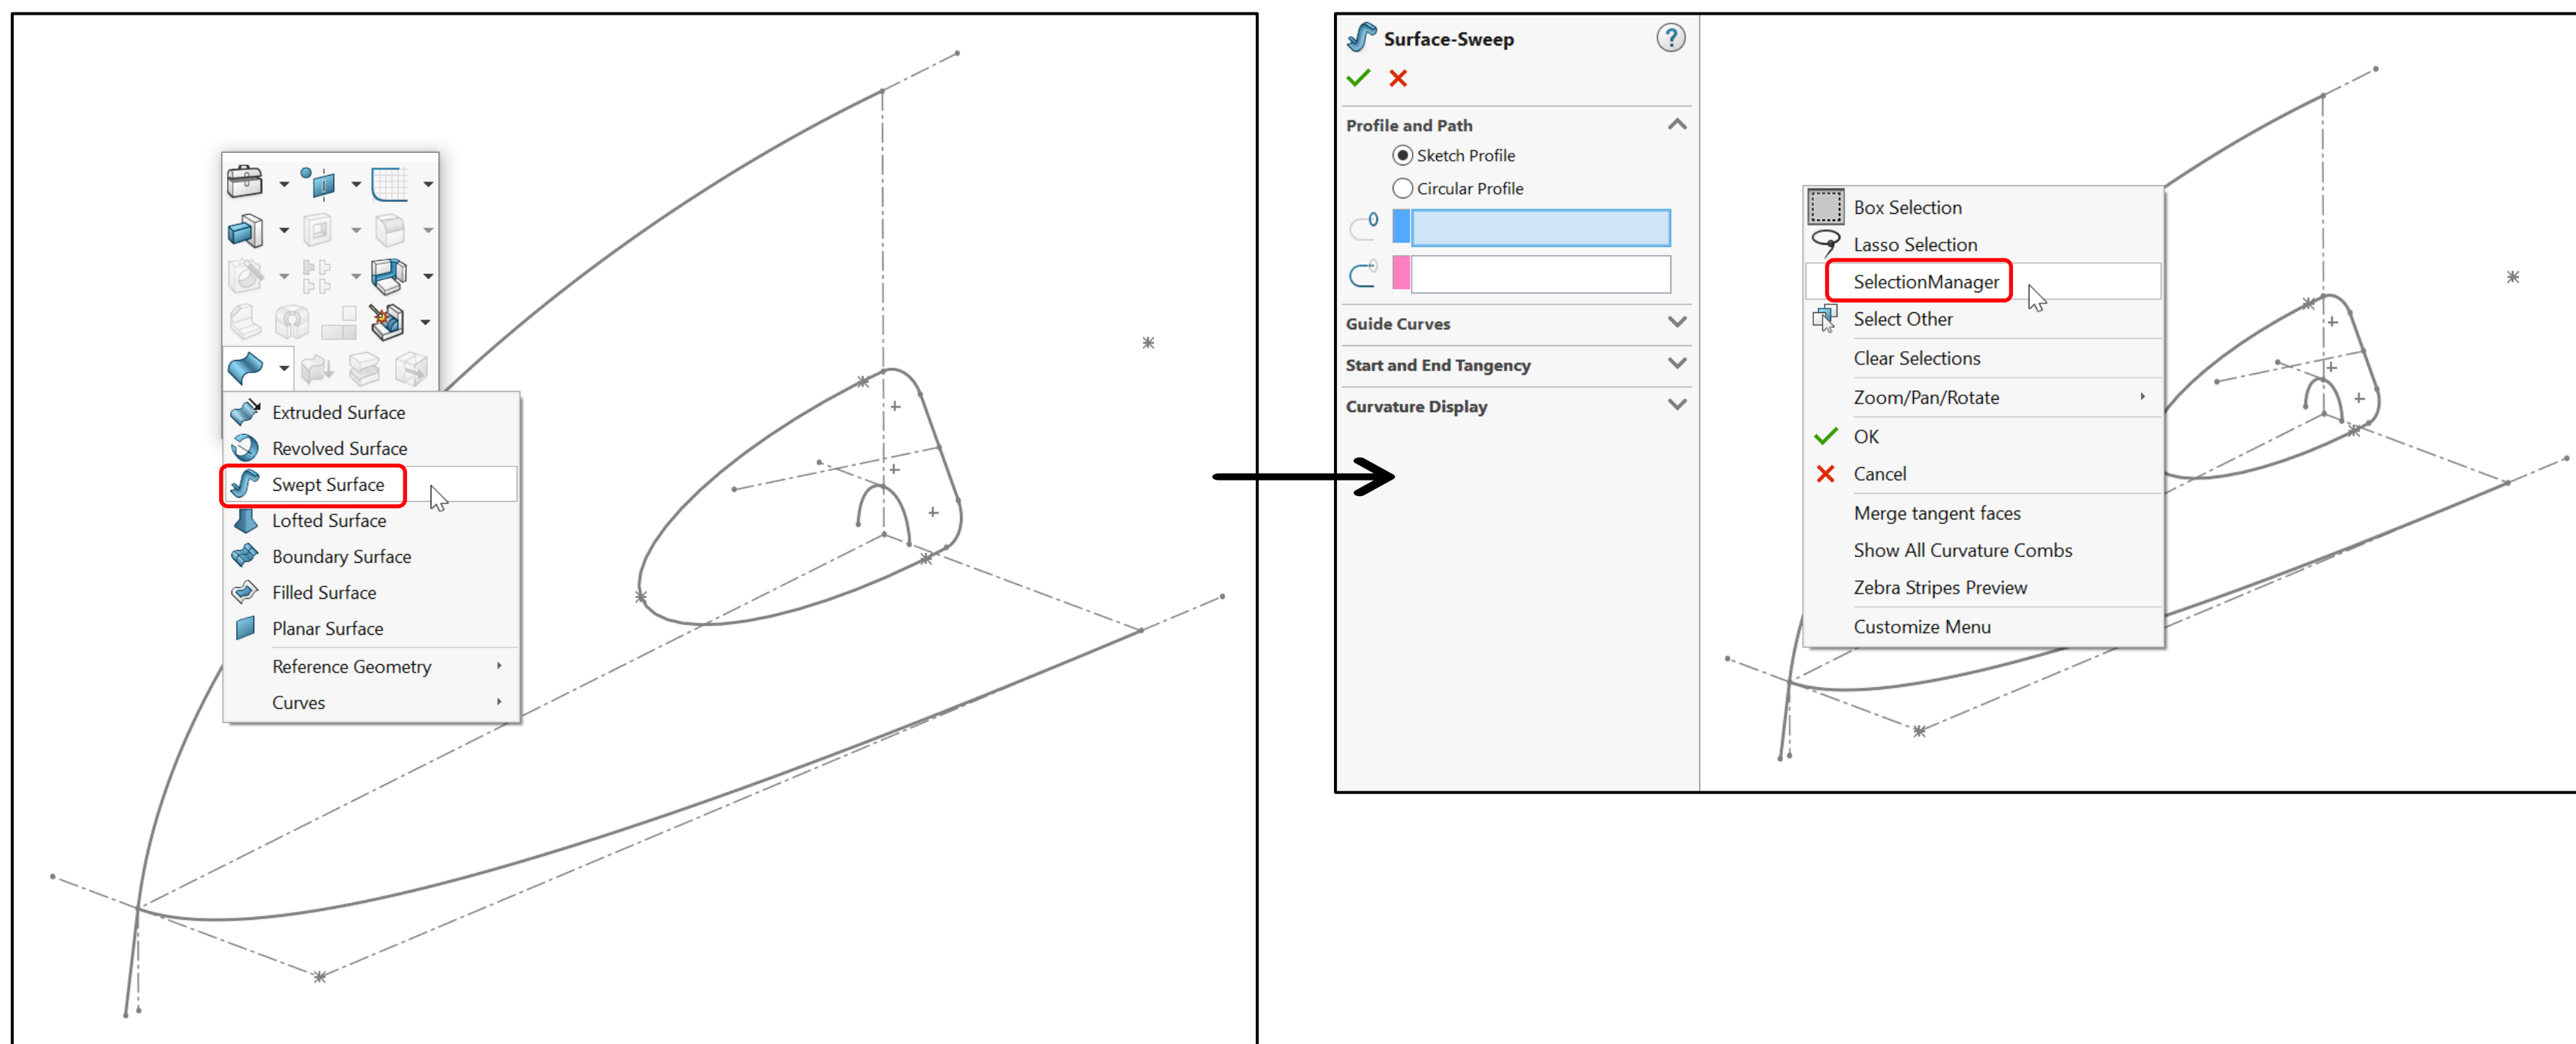 Extruded Surface
Revolved Surface
Swept Surface
Lofted Surface
Boundary Surface
Filled Surface
Planar Surface
Reference Geometry
Curves
Surface-Sweep
?
Profile and Path
Sketch Profile
Circular Profile
Guide Curves
Start and End Tangency
Curvature Display
Box Selection
Lasso Selection
SelectionManager
Select Other
Clear Selections
Zoom/Pan/Rotate
OK
Cancel
Merge tangent faces
Show All Curvature Combs
Zebra Stripes Preview
Customize Menu